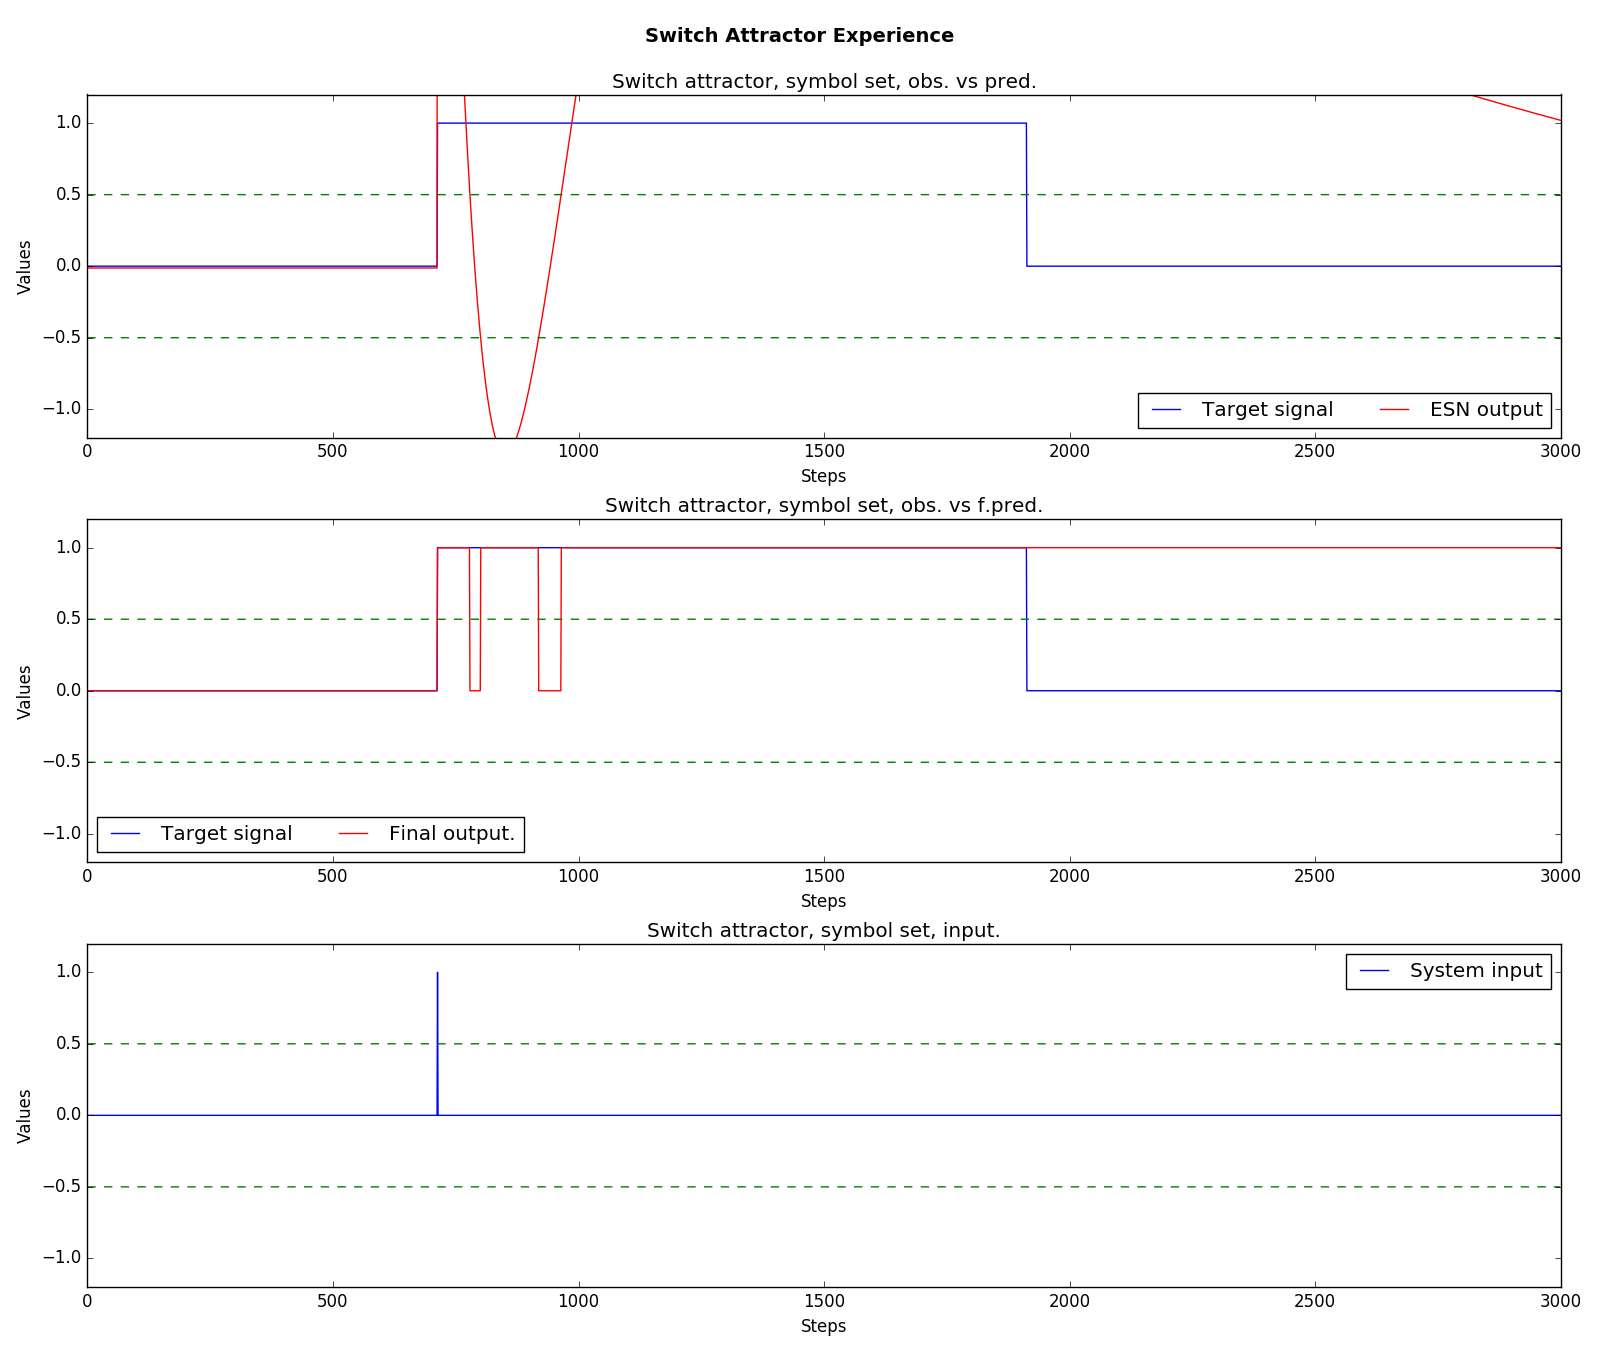 Switch Attractor Experience
Switch attractor, symbol set, obs. vs pred.
1.0
0.5
0.0
−0.5
−1.0
Values
Target signal ESN output
0 500 1000 1500 2000 2500 3000
Steps
Switch attractor, symbol set, obs. vs f.pred.
1.0
0.5
0.0
−0.5
−1.0
Values
Target signal Final output.
0 500 1000 1500 2000 2500 3000
Steps
Switch attractor, symbol set, input.
System input
1.0
0.5
0.0
−0.5
−1.0
Values
0 500 1000 1500 2000 2500 3000
Steps